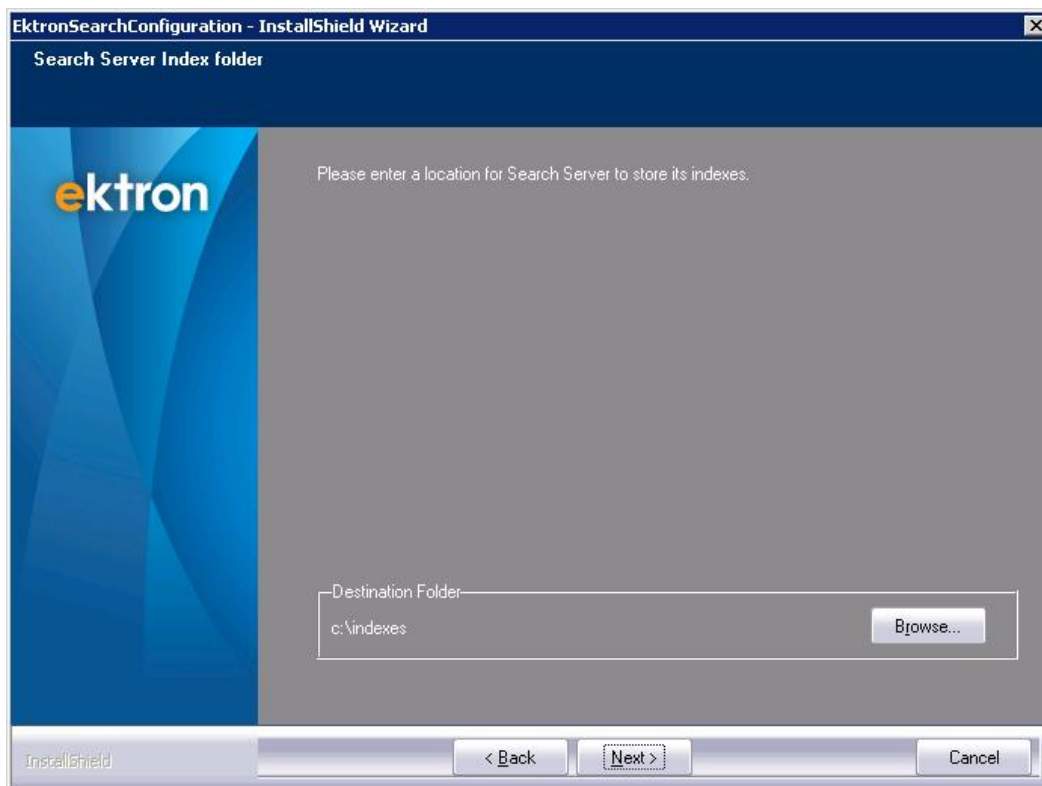 EktronSearchConfiguration - InstallShield Wizard
Search Server Index folder
ektron
Please enter a location for Search Server to store its indexes.
Destination Folder
c:\indexes
Browse...
InstallShield
< Back
Next >
Cancel